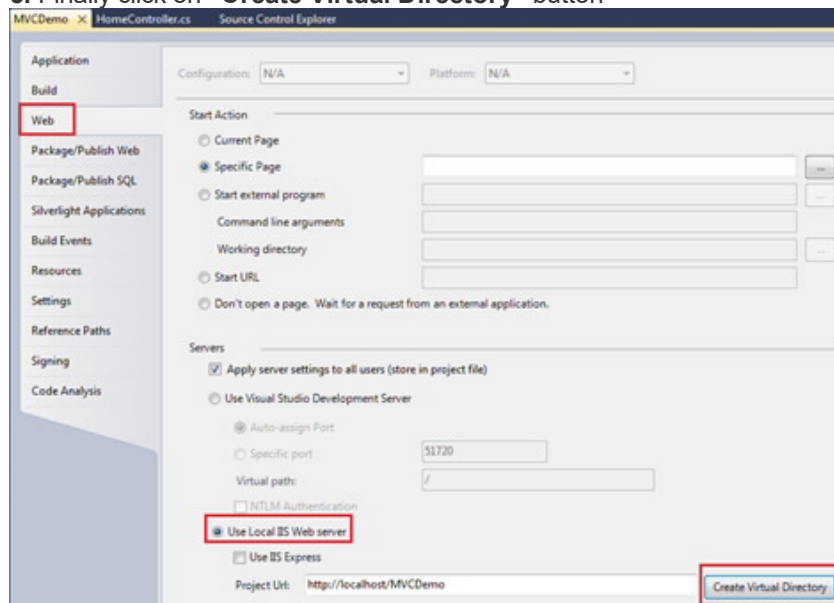 5. Finally click on "Create Virtual Directory" button
MVCDemo HomeController.cs Source Control Explorer
Application
Configuration: N/A Platform: N/A
Build
Web
Start Action
Current Page
Package/Publish Web
Specific Page ...
Package/Publish SQL
Start external program ...
Silverlight Applications
Command line arguments
Build Events
Working directory ...
Resources
Start URL
Settings
Don't open a page. Wait for a request from an external application.
Reference Paths
Servers
Signing
Apply server settings to all users (store in project file)
Code Analysis
Use Visual Studio Development Server
Auto-assign Port
Specific port 51720
Virtual path: /
NTLM Authentication
Use Local IIS Web server
Use IIS Express
Project Url: http://localhost/MVCDemo Create Virtual Directory